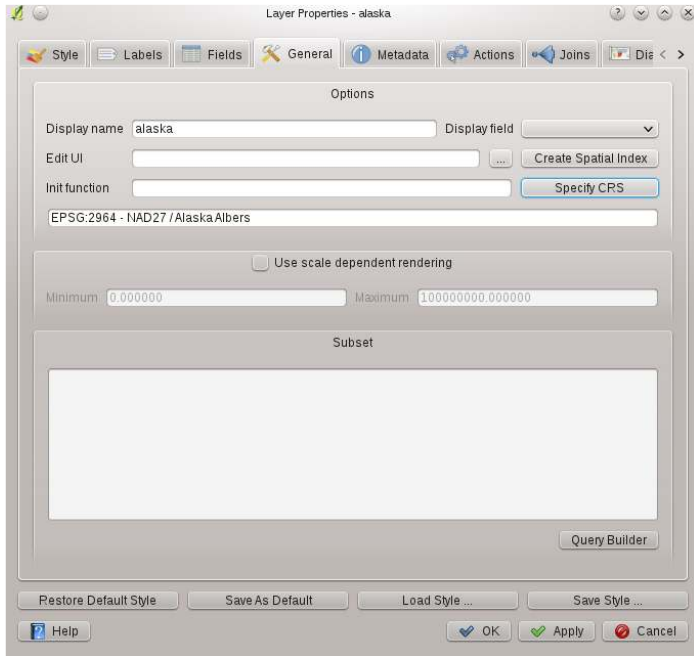 Layer Properties - alaska
Style Labels Fields General Metadata Actions Joins Dia
Options
Display name alaska Display field
Edit UI ... Create Spatial Index
Init function Specify CRS
EPSG:2964 - NAD27 / Alaska Albers
Use scale dependent rendering
Minimum 0.000000 Maximum 100000000.000000
Subset
Query Builder
Restore Default Style Save As Default Load Style ... Save Style ...
Help OK Apply Cancel